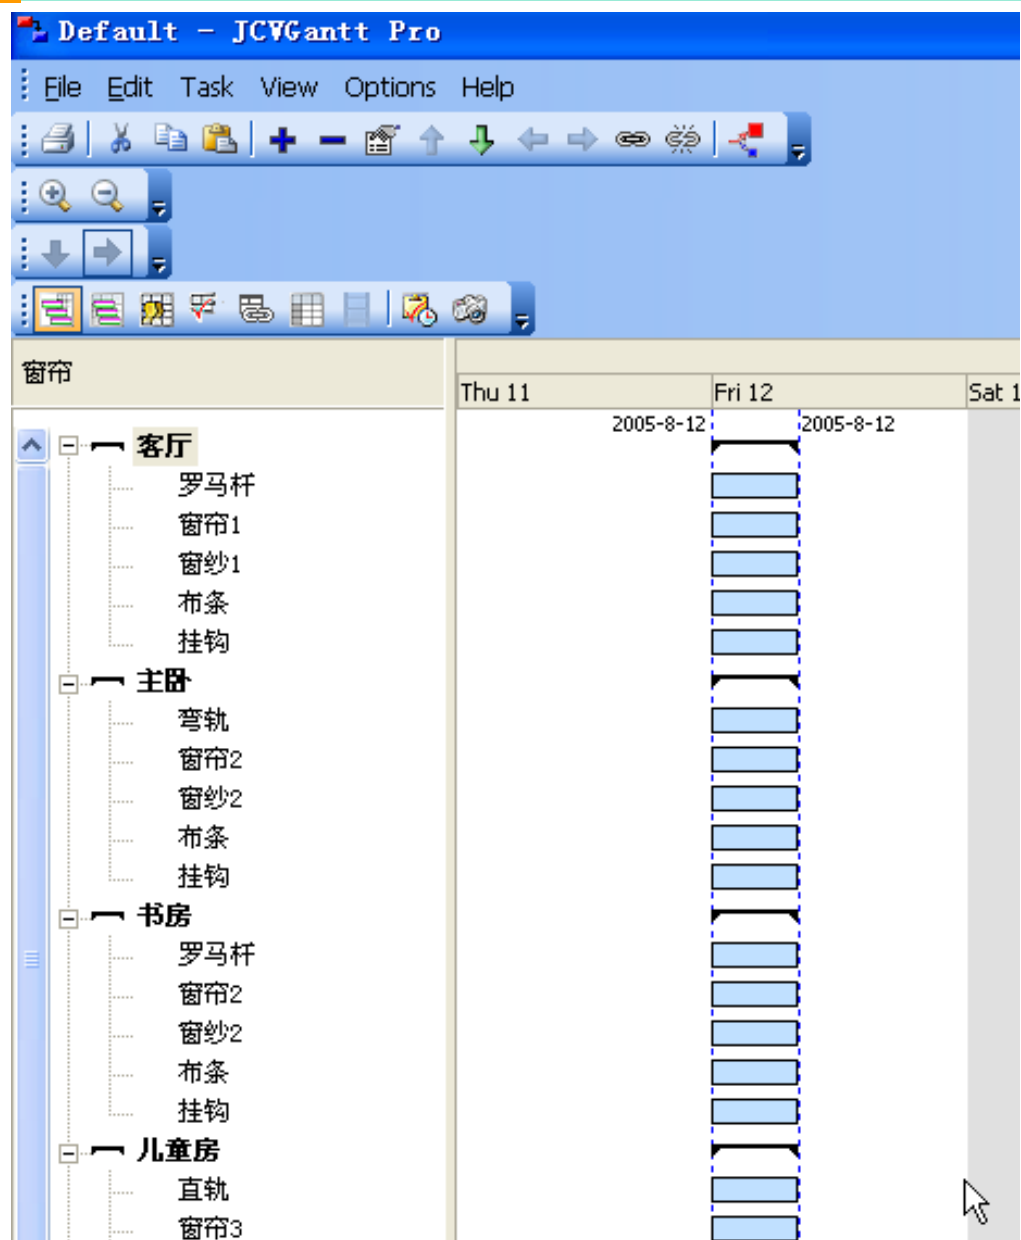 Default - JCVGantt Pro
File Edit Task View Options Help
窗帘
Thu 11 Fri 12 Sat 1
2005-8-12 2005-8-12
客厅
罗马杆
窗帘1
窗纱1
布条
挂钩
主卧
弯轨
窗帘2
窗纱2
布条
挂钩
书房
罗马杆
窗帘2
窗纱2
布条
挂钩
儿童房
直轨
窗帘3